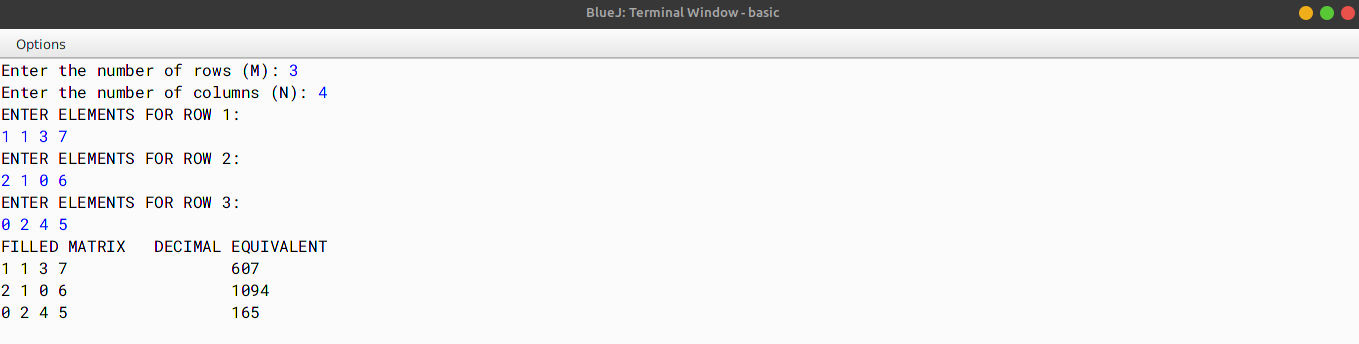 BlueJ: Terminal Window - basic
Options
Enter the number of rows (M): 3
Enter the number of columns (N): 4
ENTER ELEMENTS FOR ROW 1:
1 1 3 7
ENTER ELEMENTS FOR ROW 2:
2 1 0 6
ENTER ELEMENTS FOR ROW 3:
0 2 4 5
FILLED MATRIX   DECIMAL EQUIVALENT
1 1 3 7                 607
2 1 0 6                 1094
0 2 4 5                 165